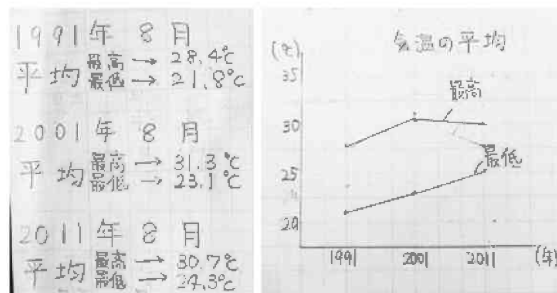 1991年 8月
平均 最高 → 28.4℃
最低 → 21.8℃
2001年 8月
平均 最高 → 31.3℃
最低 → 23.1℃
2011年 8月
平均 最高 → 30.7℃
最低 → 24.3℃
気温の平均
(℃)
35
最高
30
最低
25
20
1991 2001 2011 (年)